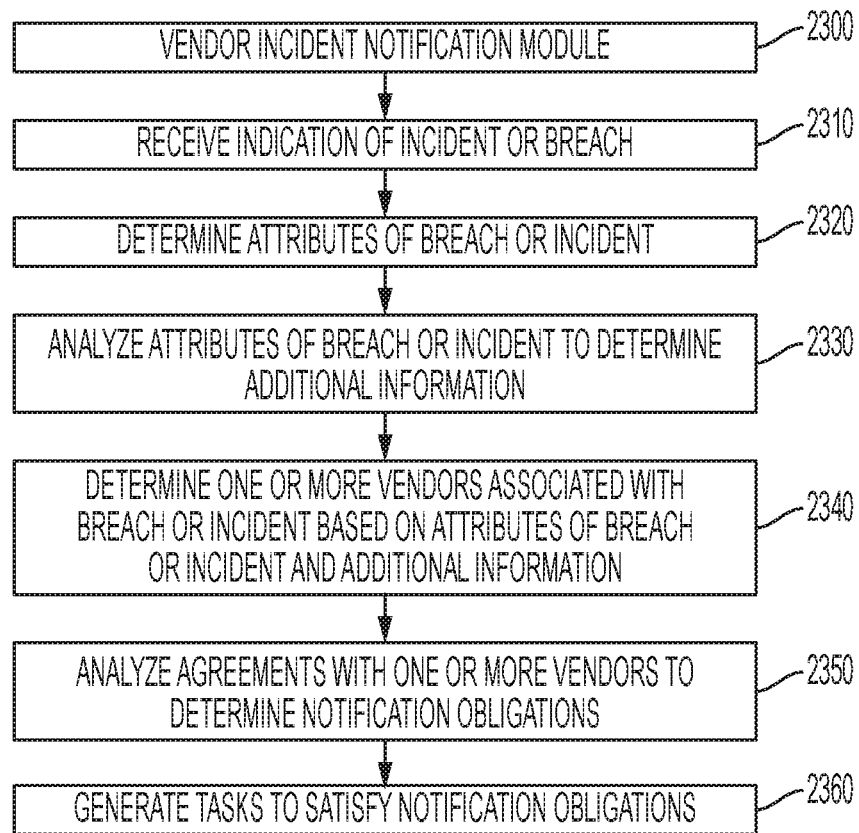 VENDOR INCIDENT NOTIFICATION MODULE
2300
RECEIVE INDICATION OF INCIDENT OR BREACH
2310
DETERMINE ATTRIBUTES OF BREACH OR INCIDENT
2320
ANALYZE ATTRIBUTES OF BREACH OR INCIDENT TO DETERMINE
ADDITIONAL INFORMATION
2330
DETERMINE ONE OR MORE VENDORS ASSOCIATED WITH
BREACH OR INCIDENT BASED ON ATTRIBUTES OF BREACH
OR INCIDENT AND ADDITIONAL INFORMATION
2340
ANALYZE AGREEMENTS WITH ONE OR MORE VENDORS TO
DETERMINE NOTIFICATION OBLIGATIONS
2350
GENERATE TASKS TO SATISFY NOTIFICATION OBLIGATIONS
2360